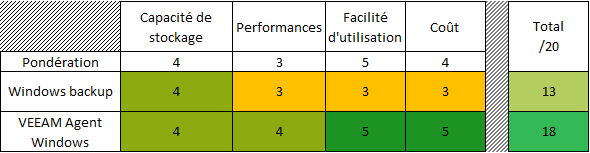 Capacité de stockage Performances Facilité d'utilisation Coût Total /20
Pondération 4 3 5 4
Windows backup 4 3 3 3 13
VEEAM Agent Windows 4 4 5 5 18